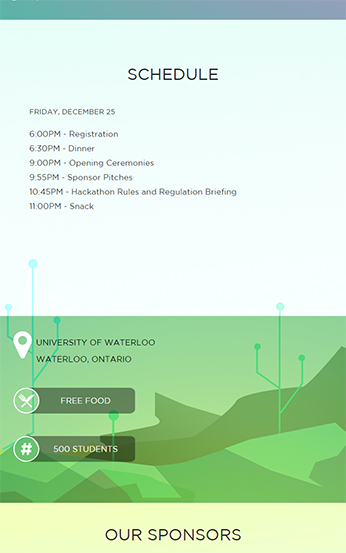 SCHEDULE
FRIDAY, DECEMBER 25
6:00PM - Registration
6:30PM - Dinner
9:00PM - Opening Ceremonies
9:55PM - Sponsor Pitches
10:45PM - Hackathon Rules and Regulation Briefing
11:00PM - Snack
UNIVERSITY OF WATERLOO
WATERLOO, ONTARIO
FREE FOOD
# 500 STUDENTS
OUR SPONSORS